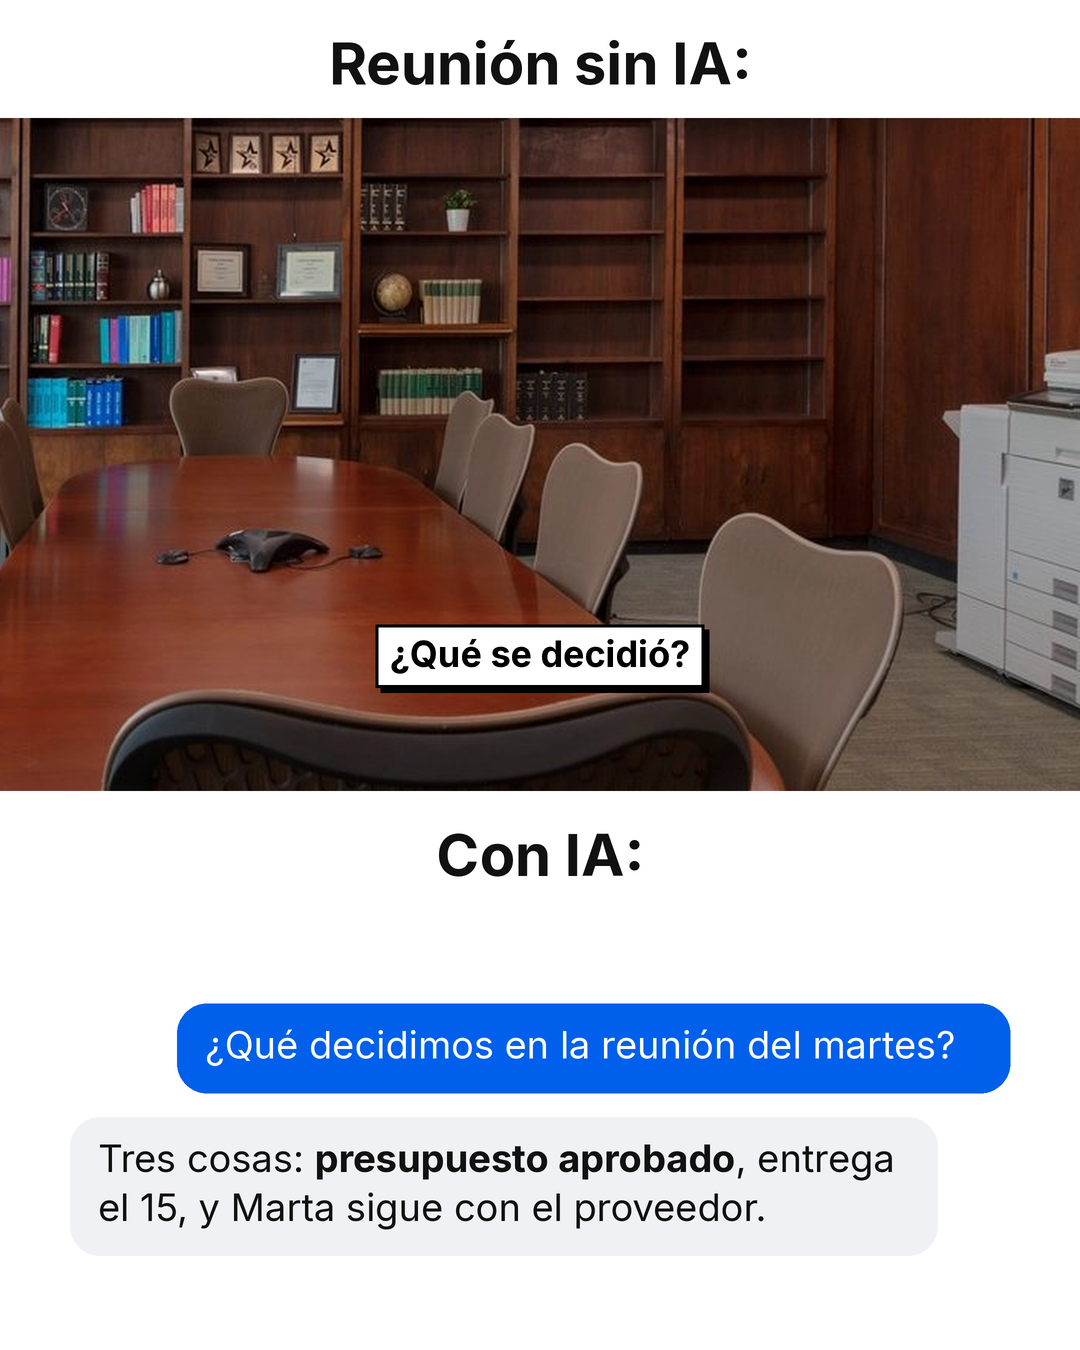 Reunión sin IA:
¿Qué se decidió?
Con IA:
¿Qué decidimos en la reunión del martes?
Tres cosas: presupuesto aprobado, entrega
el 15, y Marta sigue con el proveedor.